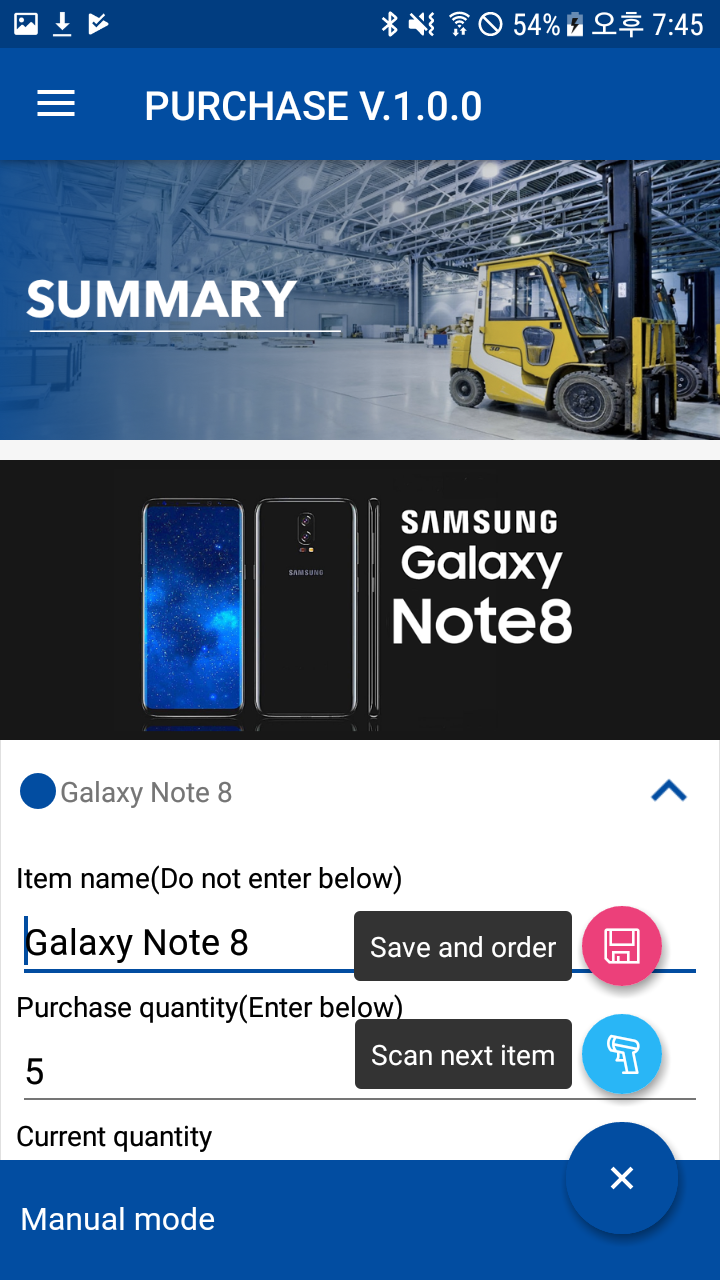 54% 오후 7:45
PURCHASE V.1.0.0
SUMMARY
SAMSUNG
SAMSUNG
Galaxy
Note8
Galaxy Note 8
Item name(Do not enter below)
Galaxy Note 8
Save and order
Purchase quantity(Enter below)
5
Scan next item
Current quantity
Manual mode